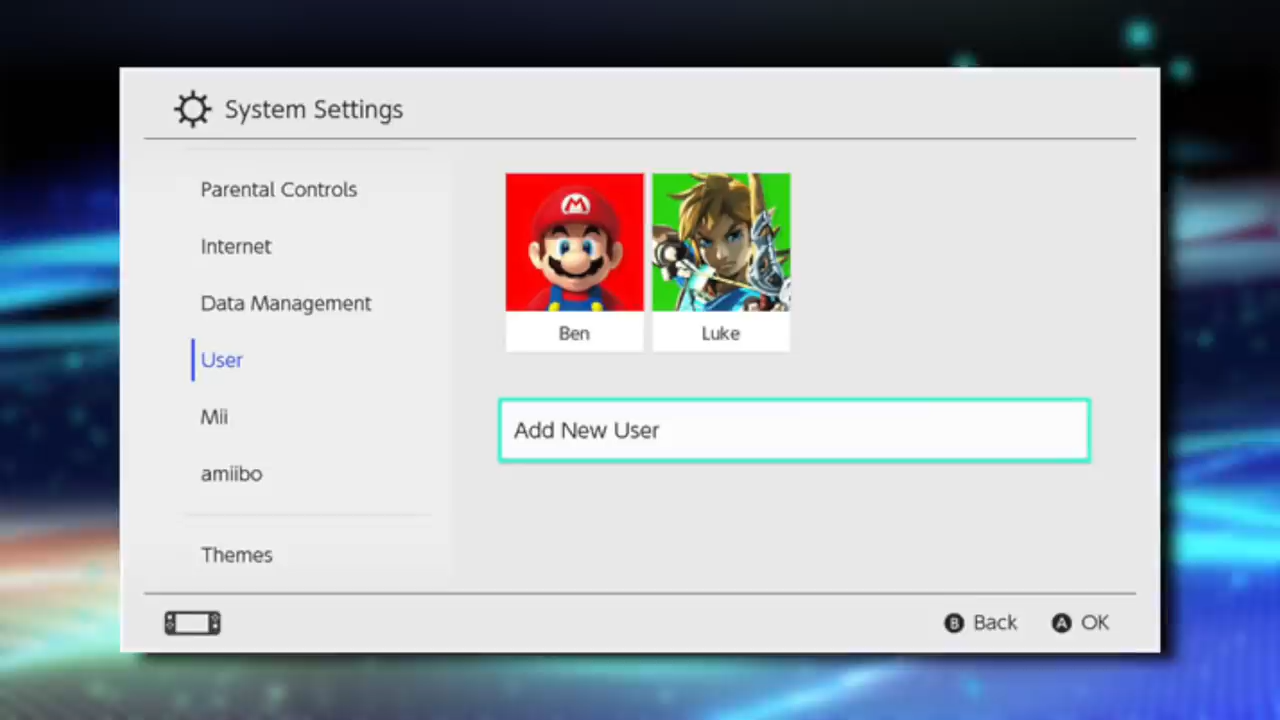 System Settings
Parental Controls
Internet
Data Management
User
Mii
amiibo
Themes
M
Ben
Luke
Add New User
B Back
A OK